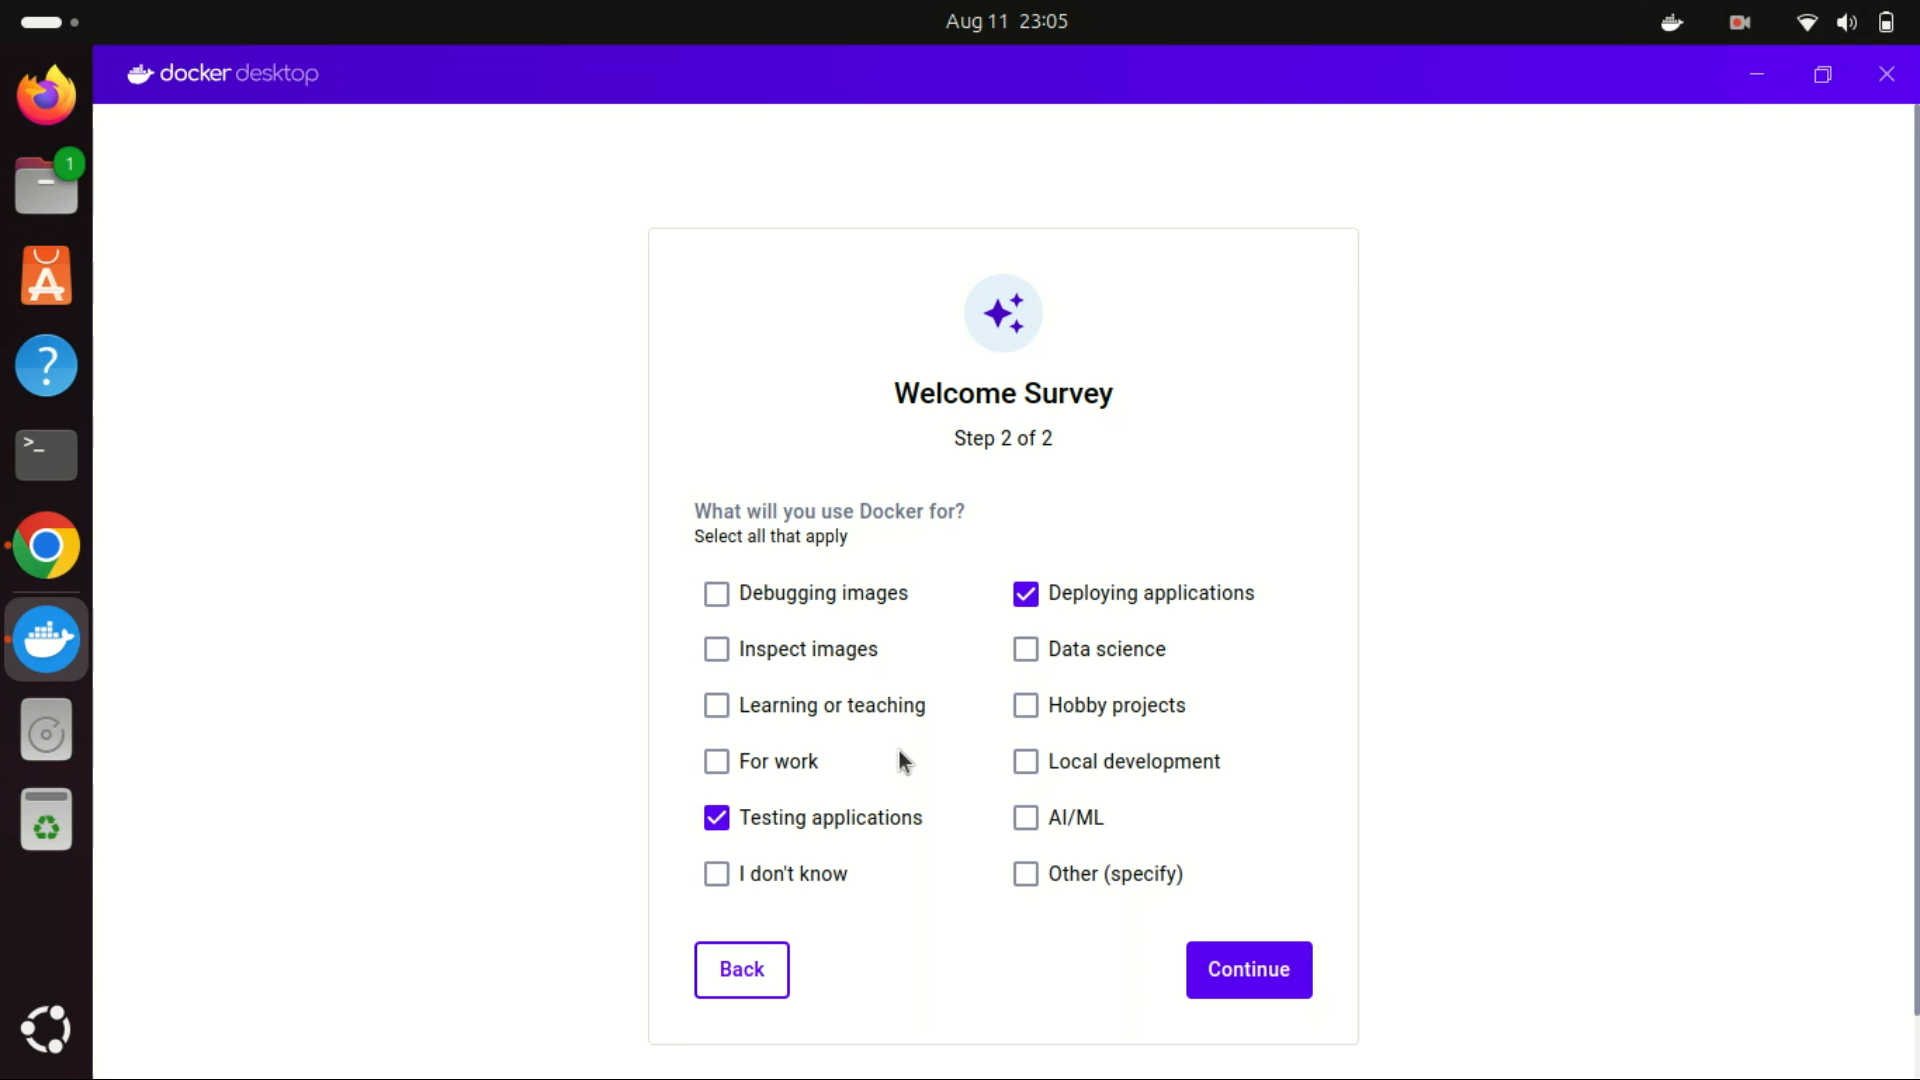 Aug 11 23:05
docker desktop
1
Welcome Survey
Step 2 of 2
What will you use Docker for?
Select all that apply
Debugging images
Deploying applications
Inspect images
Data science
Learning or teaching
Hobby projects
For work
Local development
Testing applications
AI/ML
I don't know
Other (specify)
Back
Continue